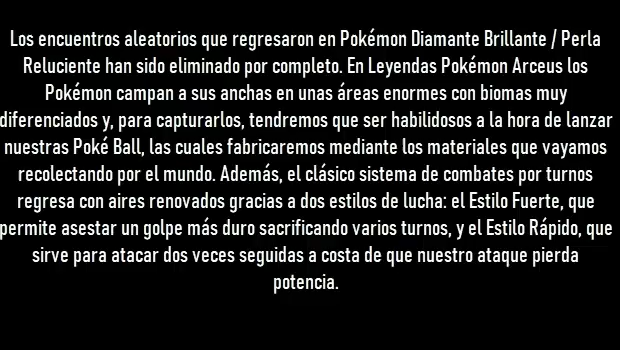 Los encuentros aleatorios que regresaron en Pokémon Diamante Brillante / Perla
Reluciente han sido eliminado por completo. En Leyendas Pokémon Arceus los
Pokémon campan a sus anchas en unas áreas enormes con biomas muy
diferenciados y, para capturarlos, tendremos que ser habilidosos a la hora de lanzar
nuestras Poké Ball, las cuales fabricaremos mediante los materiales que vayamos
recolectando por el mundo. Además, el clásico sistema de combates por turnos
regresa con aires renovados gracias a dos estilos de lucha: el Estilo Fuerte, que
permite asestar un golpe más duro sacrificando varios turnos, y el Estilo Rápido, que
sirve para atacar dos veces seguidas a costa de que nuestro ataque pierda
potencia.